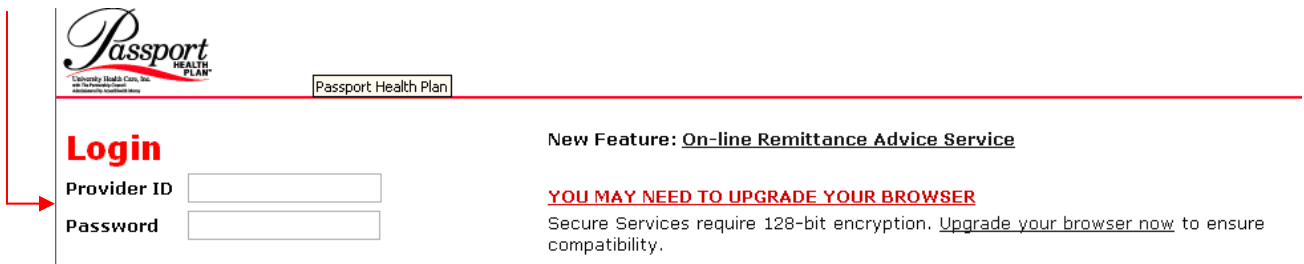 Passport
HEALTH
PLAN
University Health Care, Inc.
Passport Health Plan
Login
Provider ID
Password
New Feature: On-line Remittance Advice Service
YOU MAY NEED TO UPGRADE YOUR BROWSER
Secure Services require 128-bit encryption. Upgrade your browser now to ensure
compatibility.